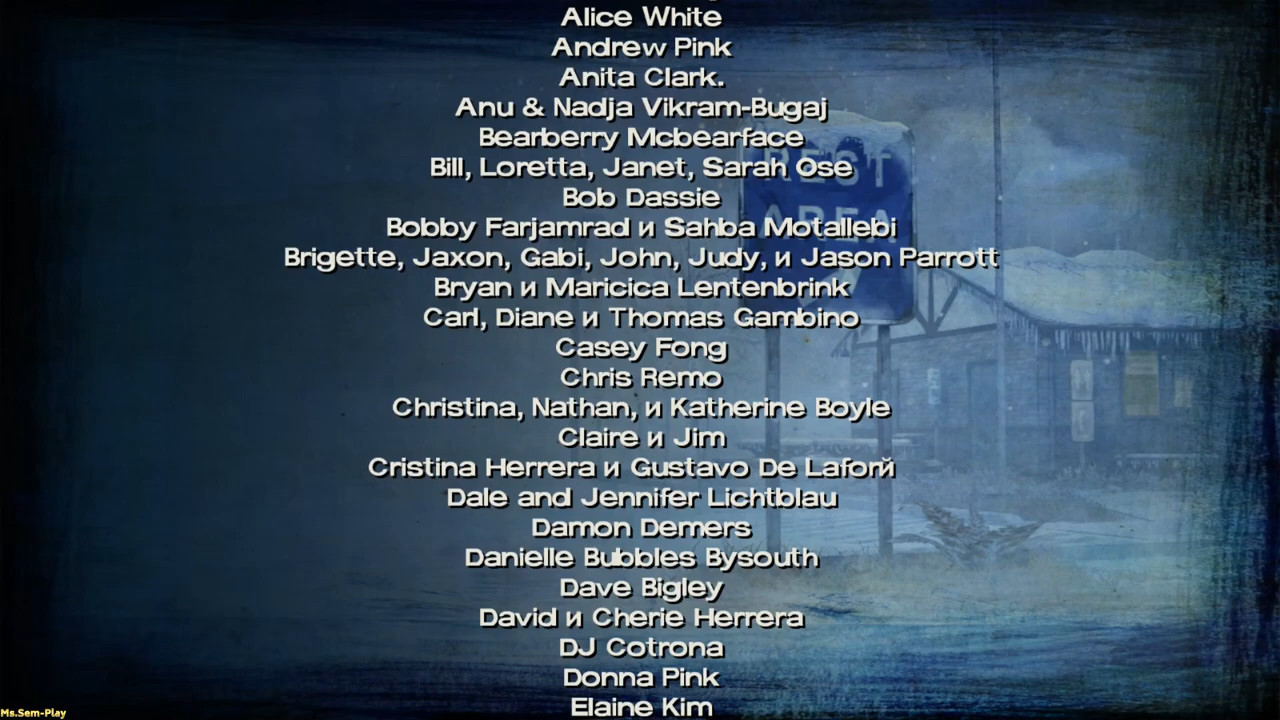 Alice White
Andrew Pink
Anita Clark.
Anu & Nadja Vikram-Bugaj
Bearberry Mcbearface
Bill, Loretta, Janet, Sarah Ose
Bob Dassie
Bobby Farjamrad и Sahba Motallebi
Brigette, Jaxon, Gabi, John, Judy, и Jason Parrott
Bryan и Maricica Lentenbrink
Carl, Diane и Thomas Gambino
Casey Fong
Chris Remo
Christina, Nathan, и Katherine Boyle
Claire и Jim
Cristina Herrera и Gustavo De Laforй
Dale and Jennifer Lichtblau
Damon Demers
Danielle Bubbles Bysouth
Dave Bigley
David и Cherie Herrera
DJ Cotrona
Donna Pink
Elaine Kim
REST
AREA
Ms.Sem-Play